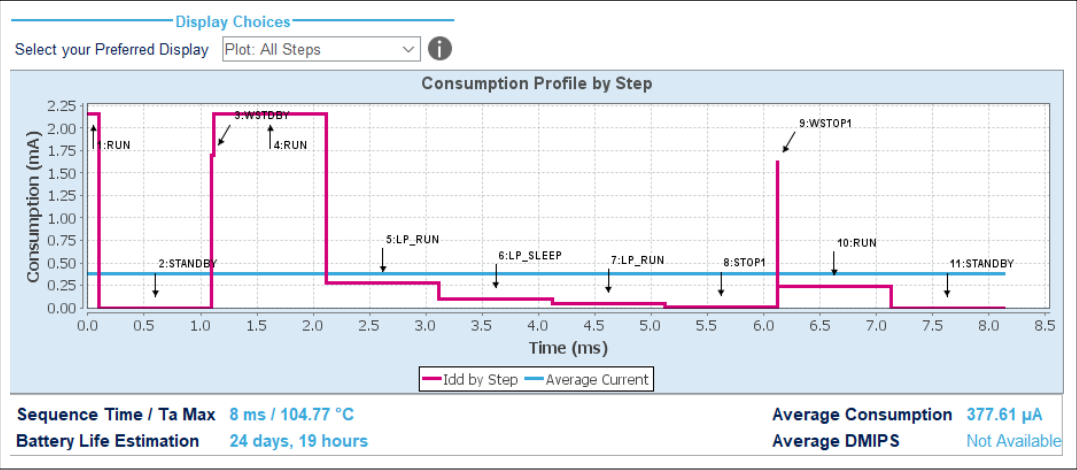 Display Choices
Select your Preferred Display Plot: All Steps i
Consumption Profile by Step
Consumption (mA)
2.25
2.00
1.75
1.50
1.25
1.00
0.75
0.50
0.25
0.00
1:RUN
2:STANDBY
3:WSTDBY
4:RUN
5:LP_RUN
6:LP_SLEEP
7:LP_RUN
8:STOP1
9:WSTOP1
10:RUN
11:STANDBY
0.0 0.5 1.0 1.5 2.0 2.5 3.0 3.5 4.0 4.5 5.0 5.5 6.0 6.5 7.0 7.5 8.0 8.5
Time (ms)
Idd by Step Average Current
Sequence Time / Ta Max 8 ms / 104.77 °C Average Consumption 377.61 µA
Battery Life Estimation 24 days, 19 hours Average DMIPS Not Available